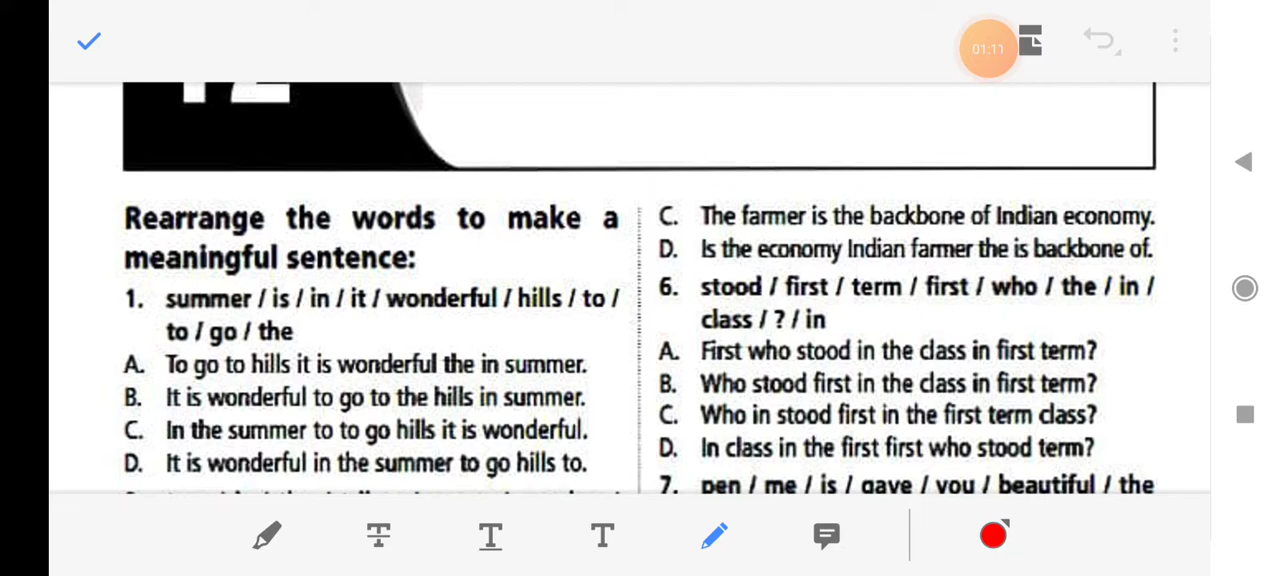 01:11
12
Rearrange the words to make a
meaningful sentence:
1. summer / is / in / it / wonderful / hills / to /
to / go / the
A. To go to hills it is wonderful the in summer.
B. It is wonderful to go to the hills in summer.
C. In the summer to to go hills it is wonderful.
D. It is wonderful in the summer to go hills to.
C. The farmer is the backbone of Indian economy.
D. Is the economy Indian farmer the is backbone of.
6. stood / first / term / first / who / the / in /
class / ? / in
A. First who stood in the class in first term?
B. Who stood first in the class in first term?
C. Who in stood first in the first term class?
D. In class in the first first who stood term?
7. pen / me / is / gave / you / beautiful / the
T
T
T